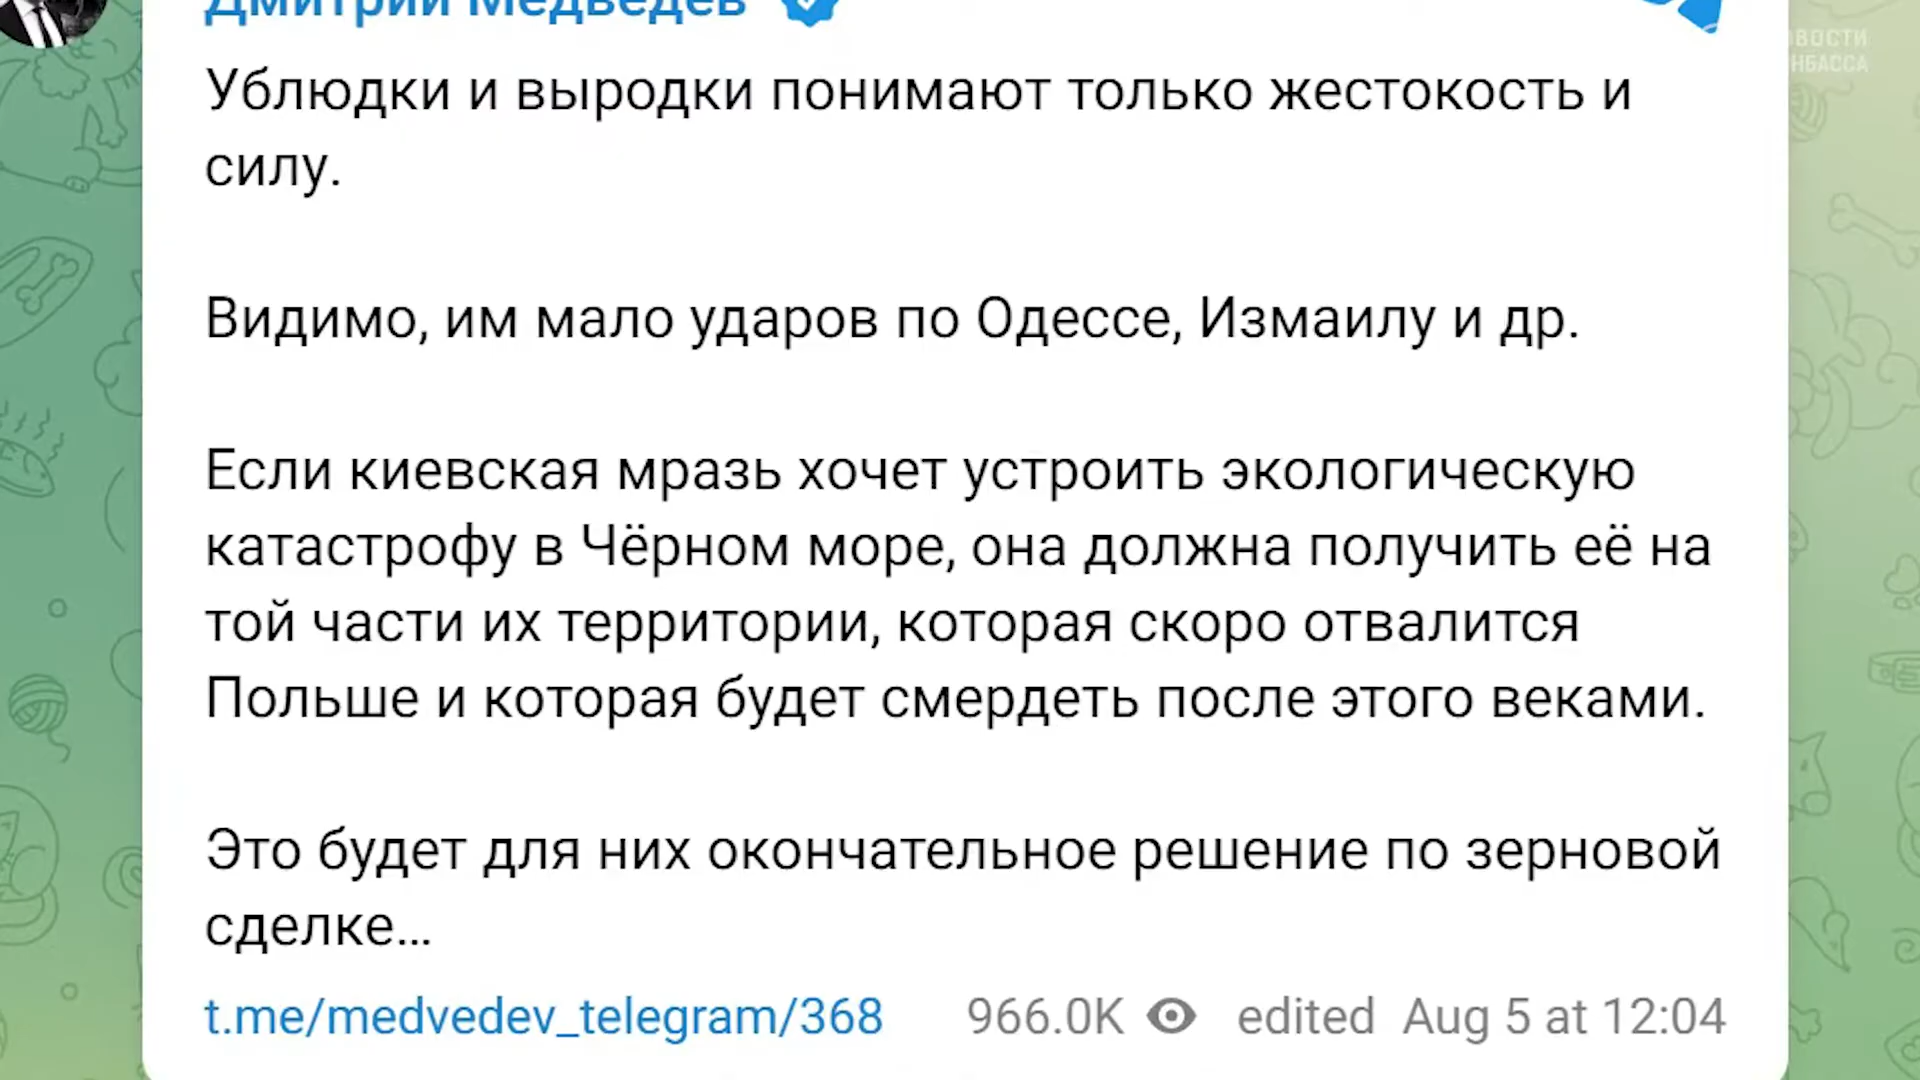 Дмитрий Медведев
Ублюдки и выродки понимают только жестокость и
силу.
Видимо, им мало ударов по Одессе, Измаилу и др.
Если киевская мразь хочет устроить экологическую
катастрофу в Чёрном море, она должна получить её на
той части их территории, которая скоро отвалится
Польше и которая будет смердеть после этого веками.
Это будет для них окончательное решение по зерновой
сделке...
t.me/medvedev_telegram/368 966.0K edited Aug 5 at 12:04